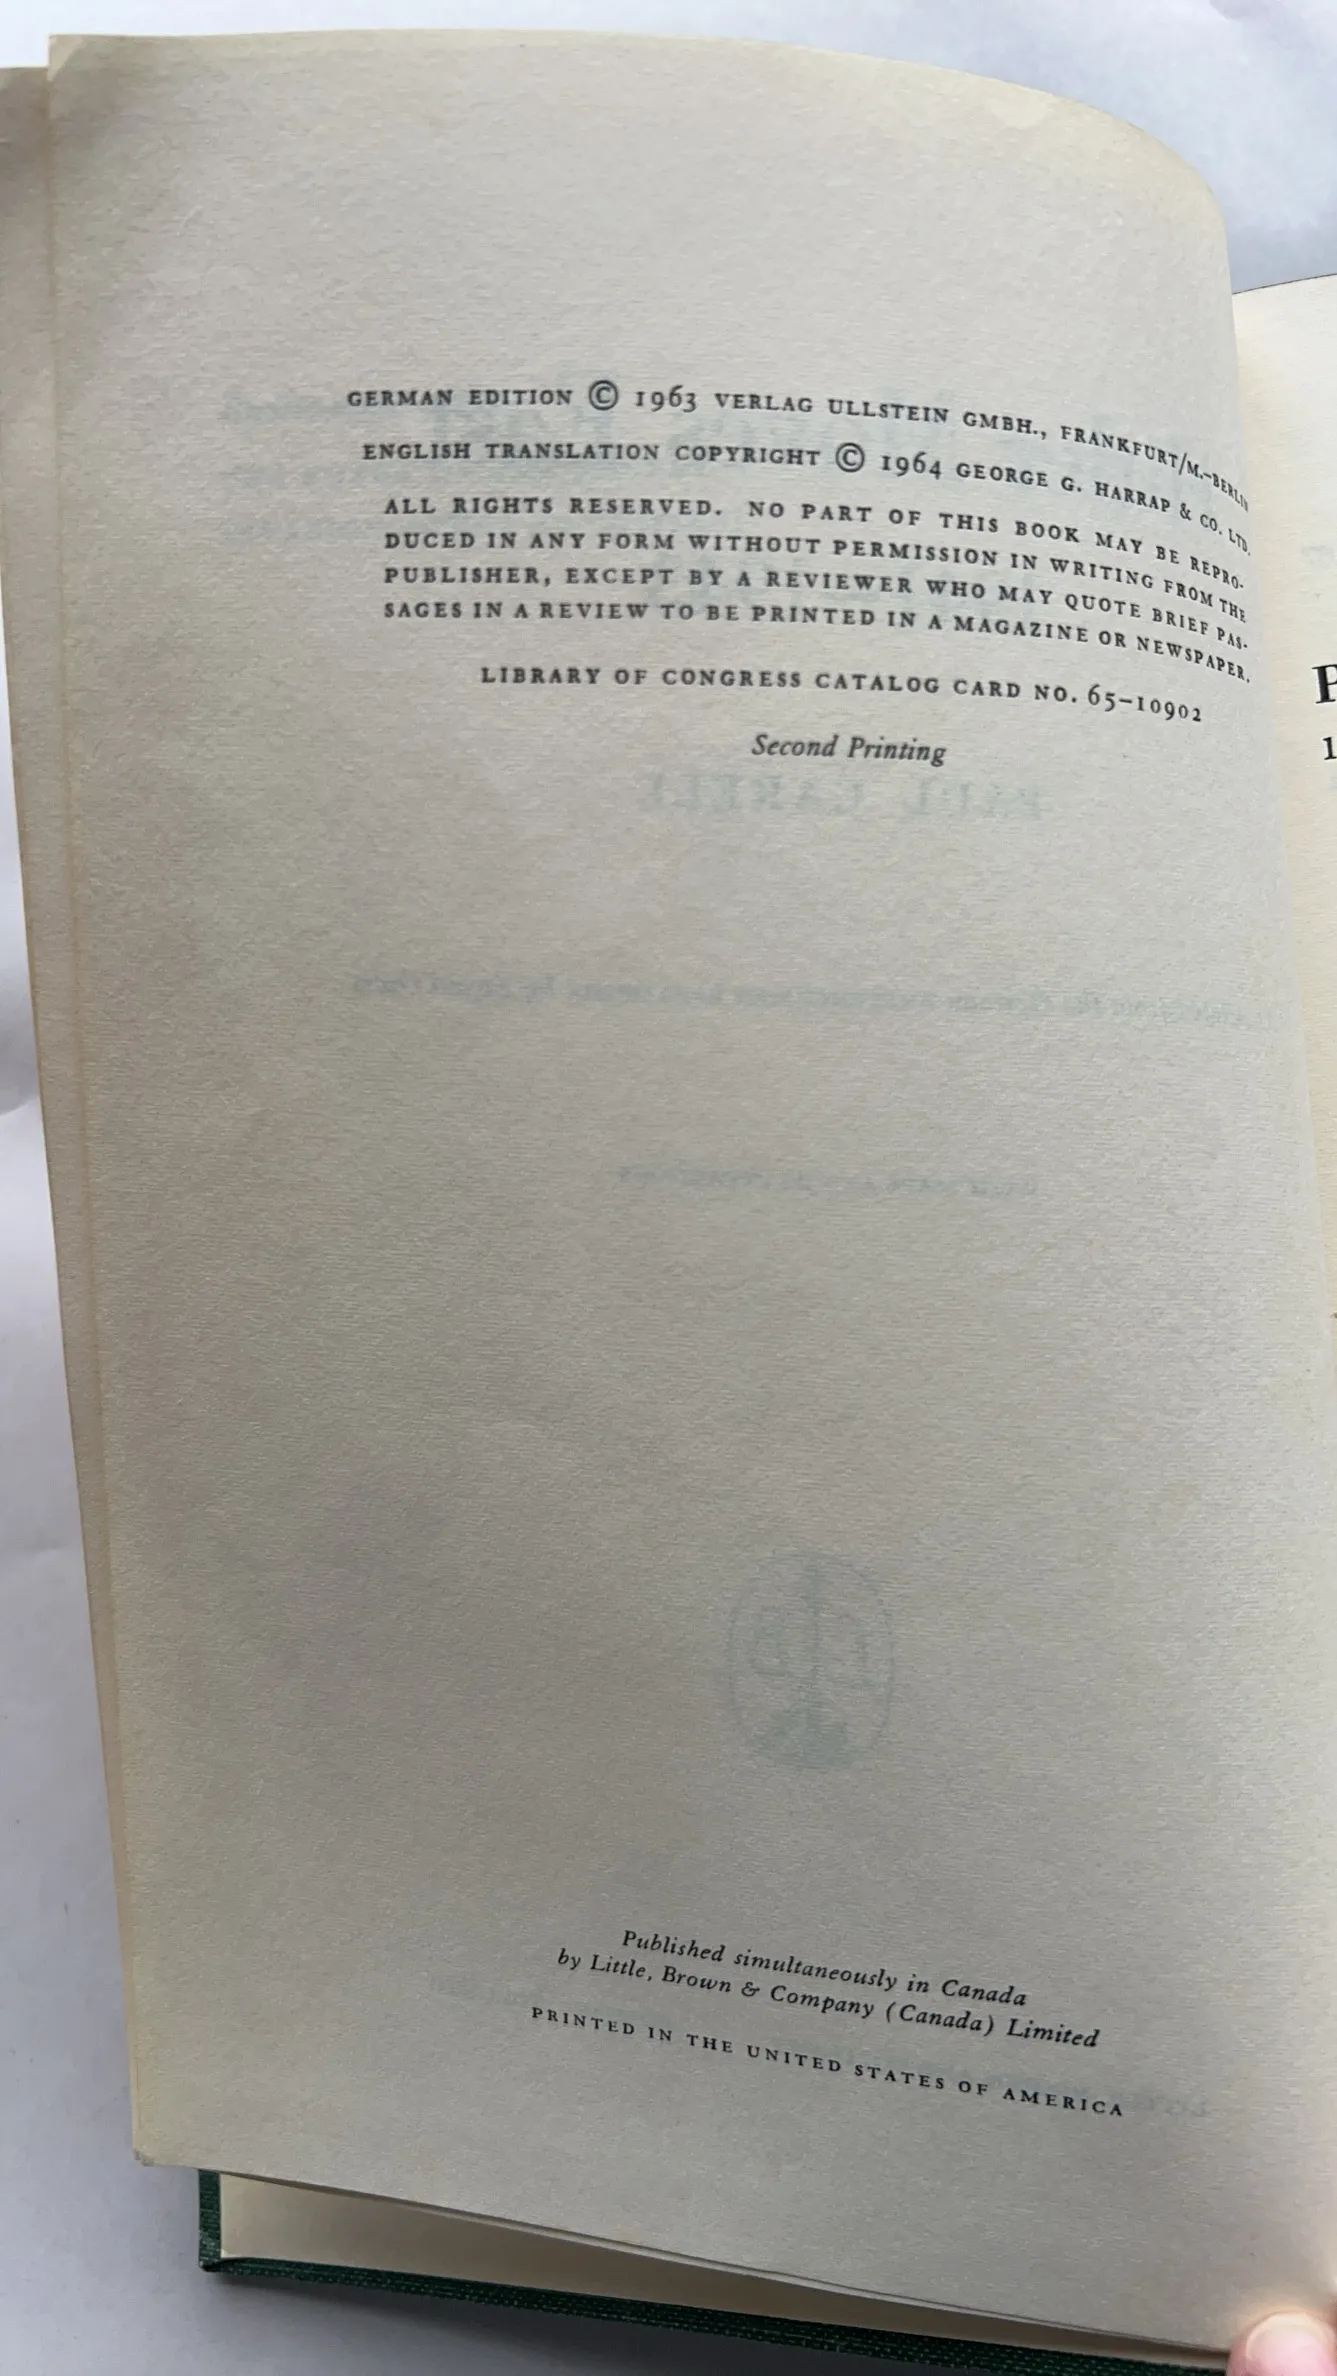 GERMAN EDITION © 1963 VERLAG ULLSTEIN GMBH., FRANKFURT/M.-BERLIN
ENGLISH TRANSLATION COPYRIGHT © 1964 GEORGE G. HARRAP & CO. LTD.
ALL RIGHTS RESERVED. NO PART OF THIS BOOK MAY BE REPRO-
DUCED IN ANY FORM WITHOUT PERMISSION IN WRITING FROM THE
PUBLISHER, EXCEPT BY A REVIEWER WHO MAY QUOTE BRIEF PAS-
SAGES IN A REVIEW TO BE PRINTED IN A MAGAZINE OR NEWSPAPER.
LIBRARY OF CONGRESS CATALOG CARD NO. 65-10902
Second Printing
PAUL CARELL
Published simultaneously in Canada
by Little, Brown & Company (Canada) Limited
PRINTED IN THE UNITED STATES OF AMERICA